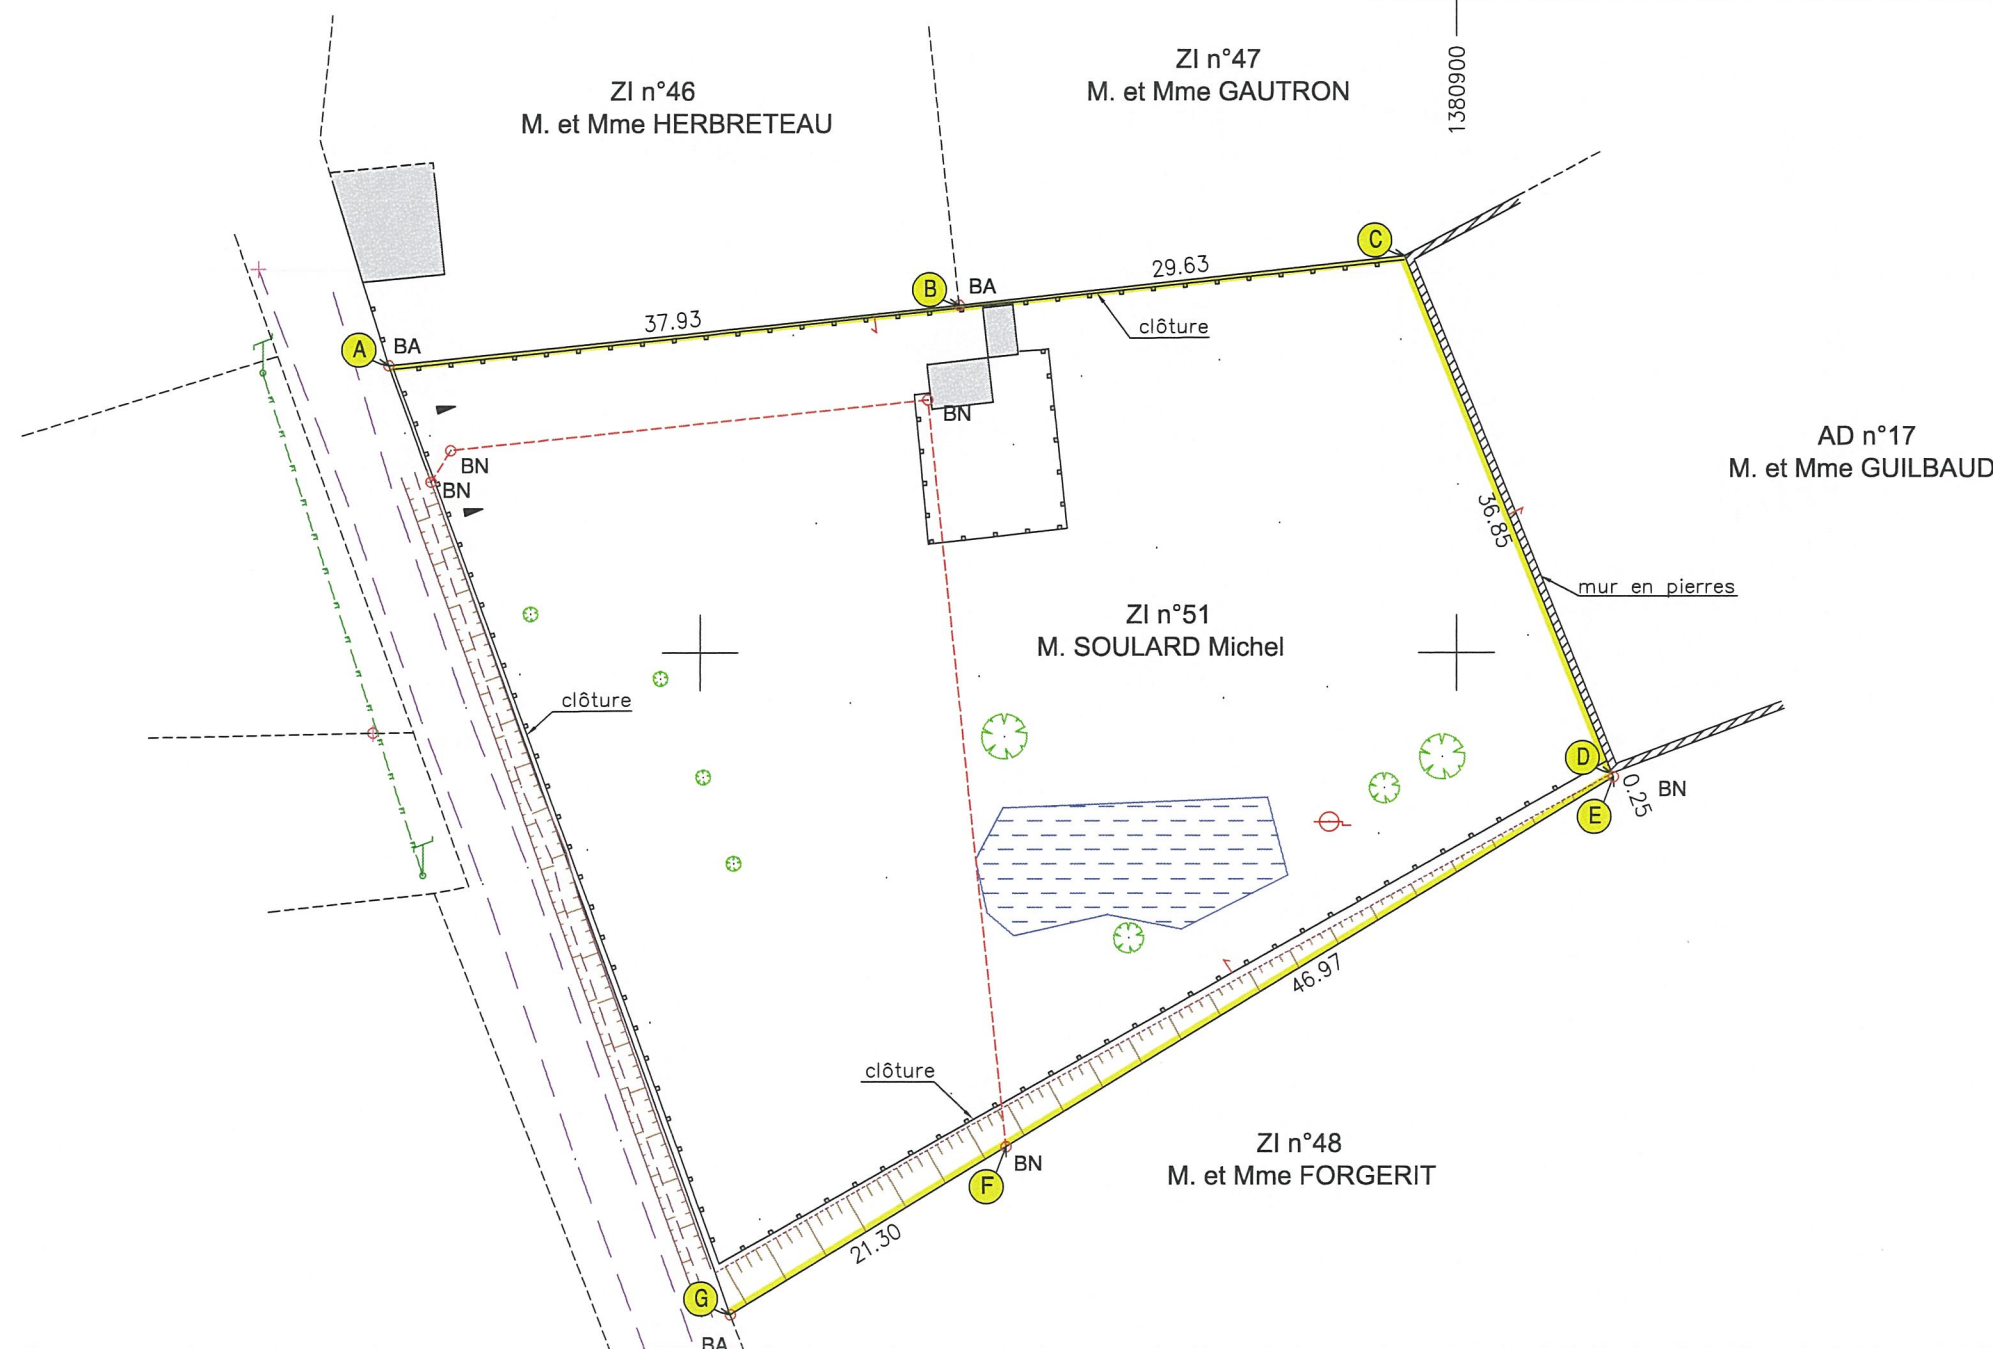 ZI n°47
M. et Mme GAUTRON
1380900
ZI n°46
M. et Mme HERBRETEAU
C
29.63
B
BA
37.93
clôture
A
BA
BN
AD n°17
M. et Mme GUILBAUD
BN
BN
36.85
mur en pierres
ZI n°51
M. SOULARD Michel
clôture
D
0.25
BN
E
46.97
clôture
ZI n°48
M. et Mme FORGERIT
BN
F
21.30
G
BA